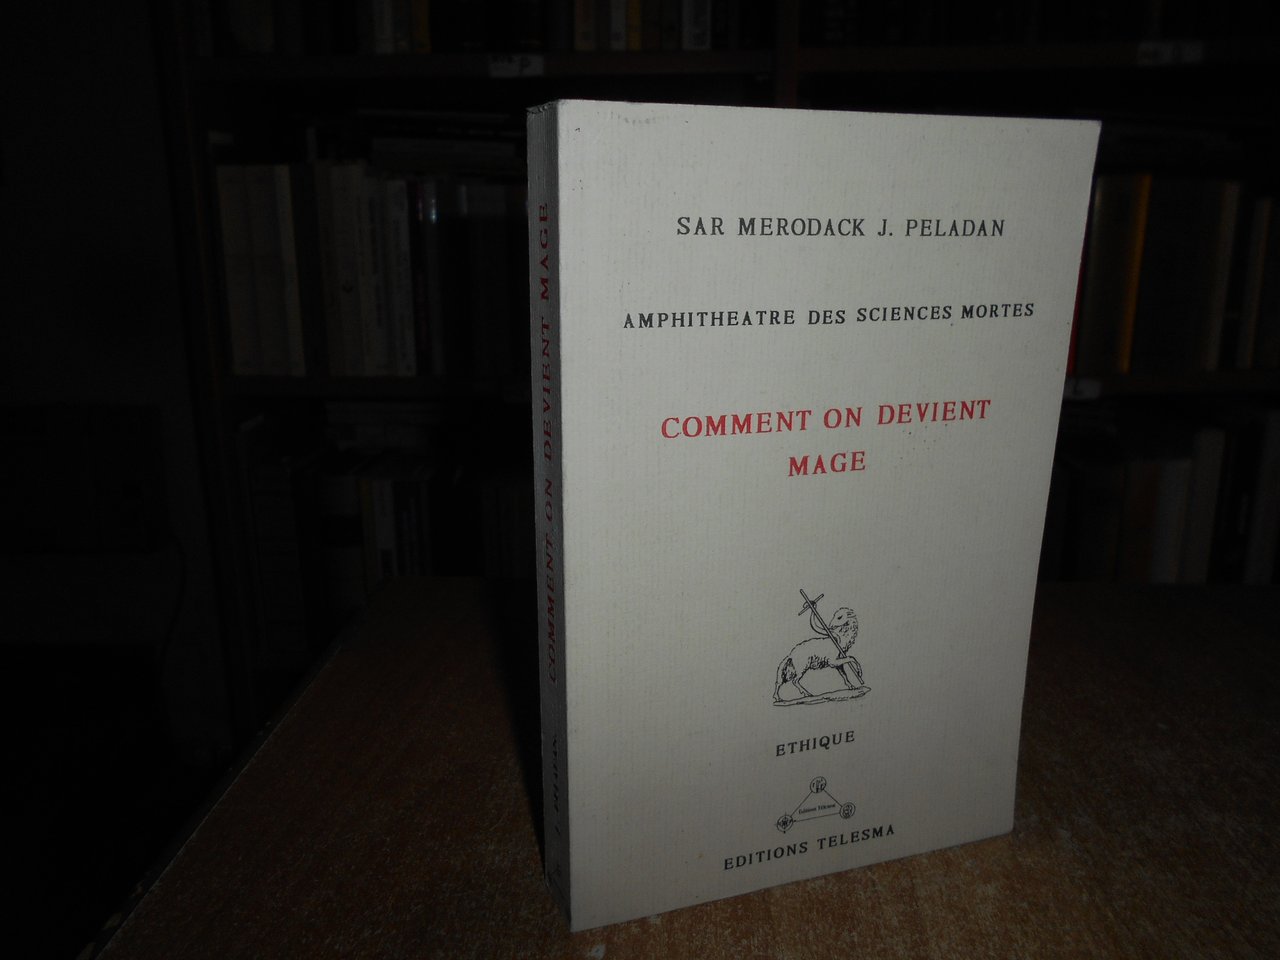 SAR MERODACK J. PELADAN
AMPHITHEATRE DES SCIENCES MORTES
COMMENT ON DEVIENT
MAGE
ETHIQUE
EDITIONS TELESMA
COMMENT ON DEVIENT MAGE